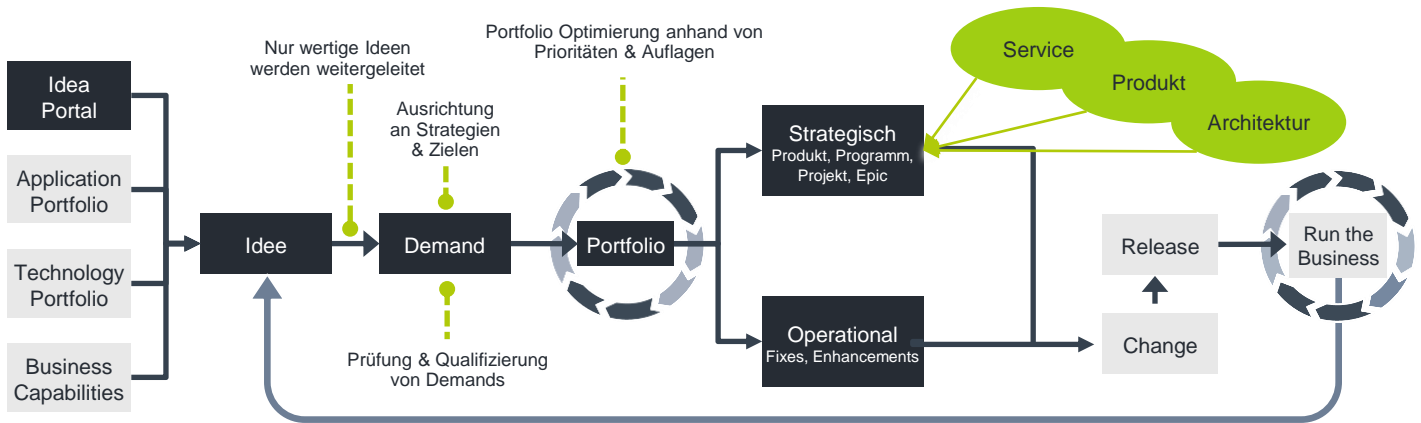 Nur wertige Ideen
werden weitergeleitet
Portfolio Optimierung anhand von
Prioritäten & Auflagen
Service
Produkt
Architektur
Idea
Portal
Ausrichtung
an Strategien
& Zielen
Strategisch
Produkt, Programm,
Projekt, Epic
Application
Portfolio
Idee
Demand
Portfolio
Release
Run the
Business
Technology
Portfolio
Operational
Fixes, Enhancements
Change
Prüfung & Qualifizierung
von Demands
Business
Capabilities